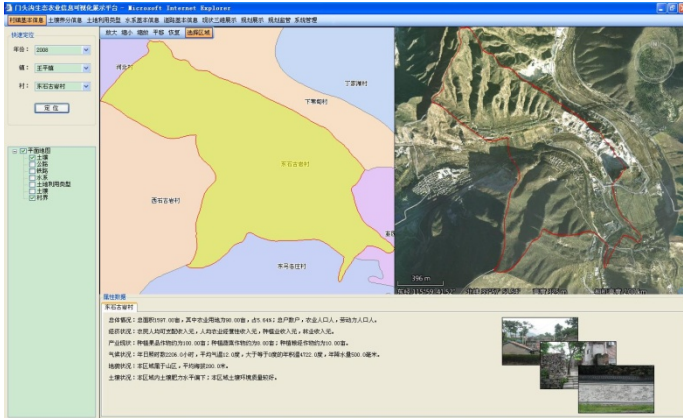 门头沟生态农业信息可视化展示平台 - Microsoft Internet Explorer
村镇基本信息 土壤养分信息 土地利用类型 水系基本信息 道路基本信息 现状三维展示 规划展示 规划监管 系统管理
快速定位
放大 缩小 缩放 平移 恢复 选择区域
年份: 2006
镇: 王平镇
村: 东石古岩村
定 位
平面地图
土壤
公路
铁路
水系
土地利用类型
土壤
村界
河北村
下苇甸村
东石古岩村
西石古岩村
396 m
属性数据
东石古岩村
总体情况:总面积1597.00亩,其中农业用地为90.00亩,占5.64%;总户数户,农业人口人,劳动力人口人。
经济状况:农民人均可支配收入元,人均农业经营性收入元,种植业收入元,林业收入元。
产业现状:种植果品作物约为100.00亩;种植蔬菜作物约为0.00亩;种植粮经作物约为10.00亩。
气候状况:年日照时数2206.0小时,平均气温12.0度,大于等于0度的年积温4722.0度,年降水量500.0毫米。
地貌状况:本区域属于山区,平均海拔200.0米。
土壤状况:本区域内土壤肥力水平属下;本区域土壤环境质量较好。